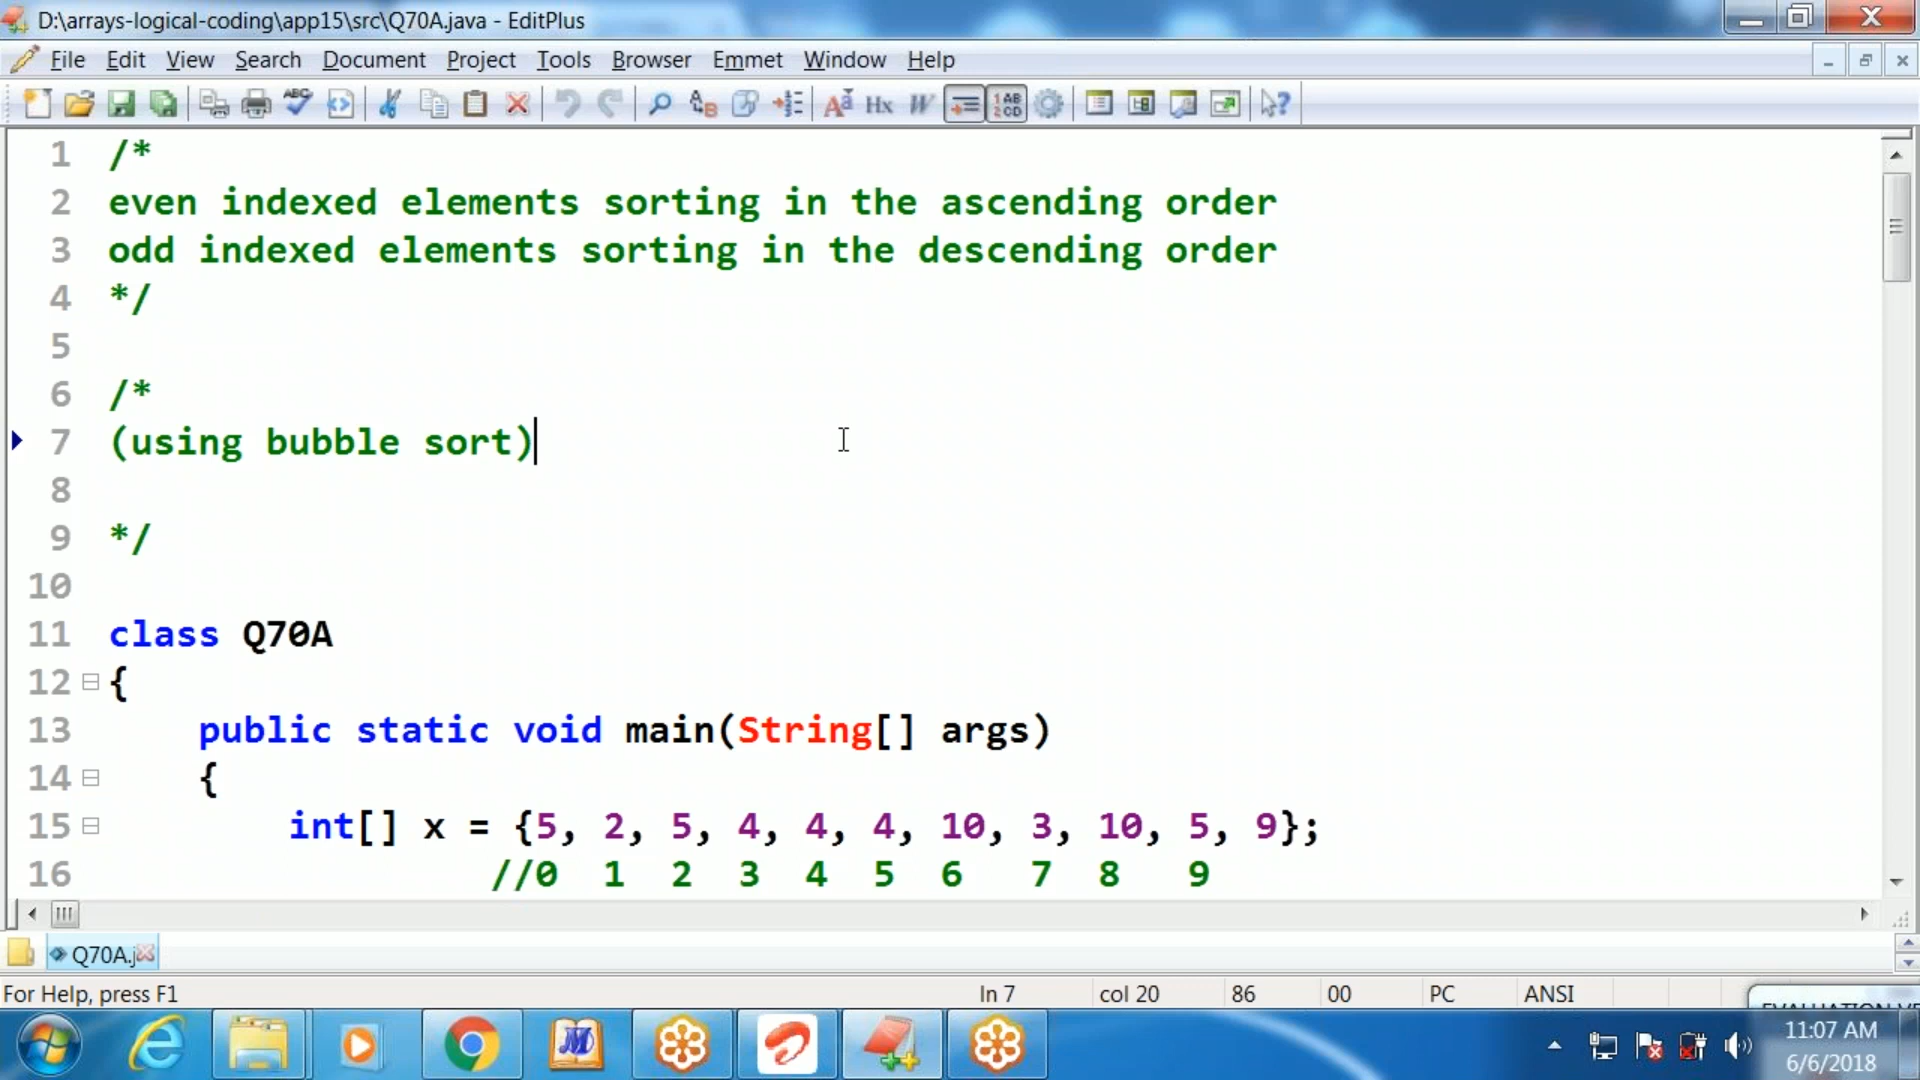 D:\arrays-logical-coding\app15\src\Q70A.java - EditPlus
File Edit View Search Document Project Tools Browser Emmet Window Help
1 /*
2 even indexed elements sorting in the ascending order
3 odd indexed elements sorting in the descending order
4 */
5
6 /*
7 (using bubble sort)
8
9 */
10
11 class Q70A
12 {
13 public static void main(String[] args)
14 {
15 int[] x = {5, 2, 5, 4, 4, 4, 10, 3, 10, 5, 9};
16 //0 1 2 3 4 5 6 7 8 9
Q70A.j
For Help, press F1 ln 7 col 20 86 00 PC ANSI
11:07 AM
6/6/2018